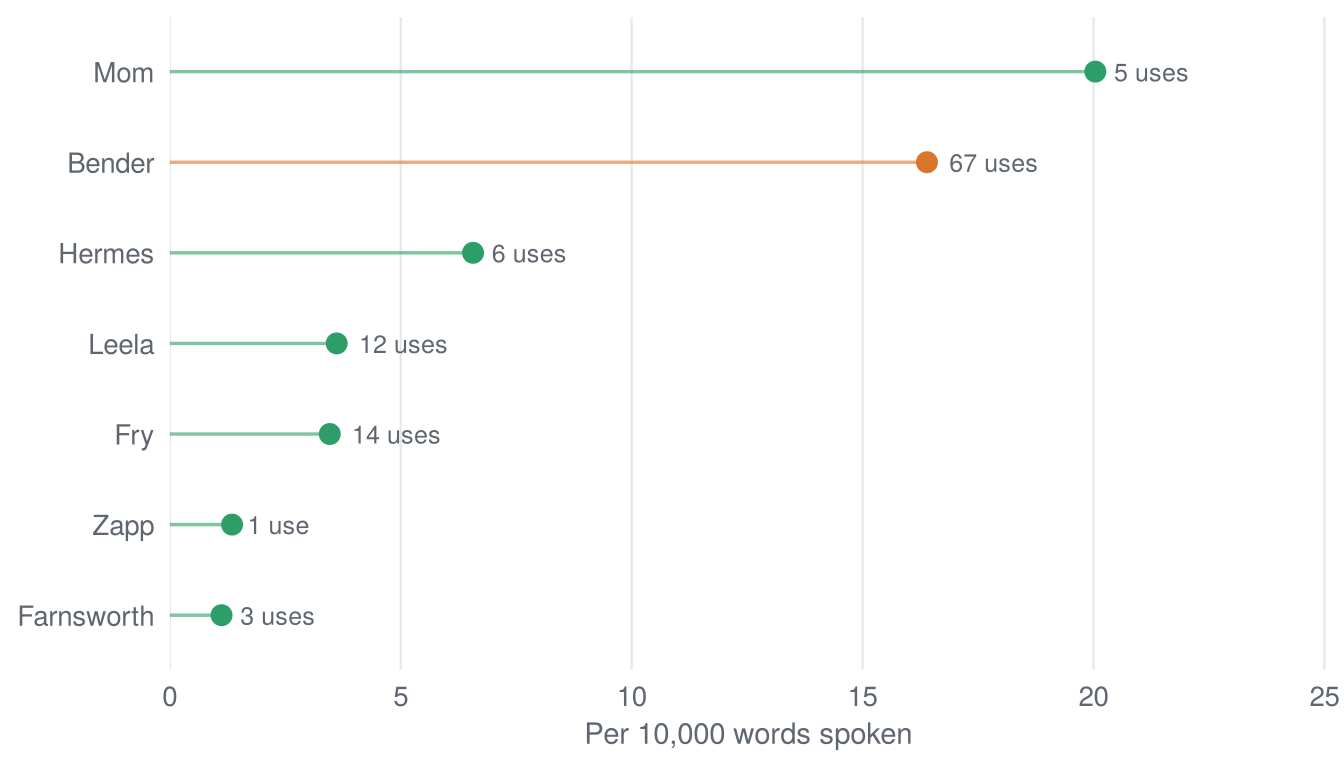 Mom 5 uses
Bender 67 uses
Hermes 6 uses
Leela 12 uses
Fry 14 uses
Zapp 1 use
Farnsworth 3 uses
0 5 10 15 20 25
Per 10,000 words spoken